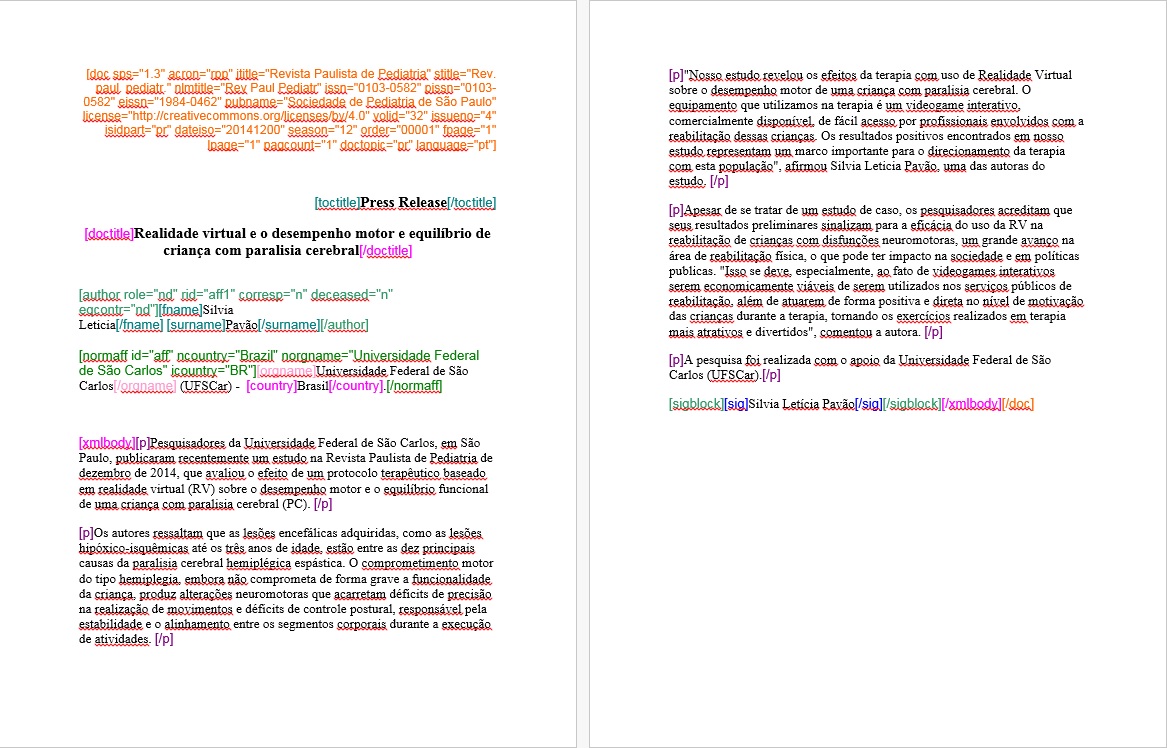 [doc sps="1.3" acron="rpp" jtitle="Revista Paulista de Pediatria" stitle="Rev.
paul. pediatr." nlmtitle="Rev Paul Pediatr" issn="0103-0582" pissn="0103-
0582" eissn="1984-0462" pubname="Sociedade de Pediatria de São Paulo"
license="http://creativecommons.org/licenses/by/4.0" volid="32" issueno="4"
isidpart="pr" dateiso="20141200" season="12" order="00001" fpage="1"
lpage="1" pagcount="1" doctopic="pr" language="pt"]
[toctitle]Press Release[/toctitle]
[doctitle]Realidade virtual e o desempenho motor e equilíbrio de
criança com paralisia cerebral[/doctitle]
[author role="nd" rid="aff1" corresp="n" deceased="n"
eqcontr="nd"][fname]Silvia
Leticia[/fname] [surname]Pavão[/surname][/author]
[normaff id="aff" ncountry="Brazil" norgname="Universidade Federal
de São Carlos" icountry="BR"][orgname]Universidade Federal de São
Carlos[/orgname] (UFSCar) - [country]Brasil[/country].[/normaff]
[xmlbody][p]Pesquisadores da Universidade Federal de São Carlos, em São
Paulo, publicaram recentemente um estudo na Revista Paulista de Pediatria de
dezembro de 2014, que avaliou o efeito de um protocolo terapêutico baseado
em realidade virtual (RV) sobre o desempenho motor e o equilíbrio funcional
de uma criança com paralisia cerebral (PC). [/p]
[p]Os autores ressaltam que as lesões encefálicas adquiridas, como as lesões
hipóxico-isquêmicas até os três anos de idade, estão entre as dez principais
causas da paralisia cerebral hemiplégica espástica. O comprometimento motor
do tipo hemiplegia, embora não comprometa de forma grave a funcionalidade
da criança, produz alterações neuromotoras que acarretam déficits de precisão
na realização de movimentos e déficits de controle postural, responsável pela
estabilidade e o alinhamento entre os segmentos corporais durante a execução
de atividades. [/p]
[p]"Nosso estudo revelou os efeitos da terapia com uso de Realidade Virtual
sobre o desempenho motor de uma criança com paralisia cerebral. O
equipamento que utilizamos na terapia é um videogame interativo,
comercialmente disponível, de fácil acesso por profissionais envolvidos com a
reabilitação dessas crianças. Os resultados positivos encontrados em nosso
estudo representam um marco importante para o direcionamento da terapia
com esta população", afirmou Silvia Leticia Pavão, uma das autoras do
estudo. [/p]
[p]Apesar de se tratar de um estudo de caso, os pesquisadores acreditam que
seus resultados preliminares sinalizam para a eficácia do uso da RV na
reabilitação de crianças com disfunções neuromotoras, um grande avanço na
área de reabilitação física, o que pode ter impacto na sociedade e em políticas
publicas. "Isso se deve, especialmente, ao fato de videogames interativos
serem economicamente viáveis de serem utilizados nos serviços públicos de
reabilitação, além de atuarem de forma positiva e direta no nível de motivação
das crianças durante a terapia, tornando os exercícios realizados em terapia
mais atrativos e divertidos", comentou a autora. [/p]
[p]A pesquisa foi realizada com o apoio da Universidade Federal de São
Carlos (UFSCar).[/p]
[sigblock][sig]Silvia Letícia Pavão[/sig][/sigblock][/xmlbody][/doc]